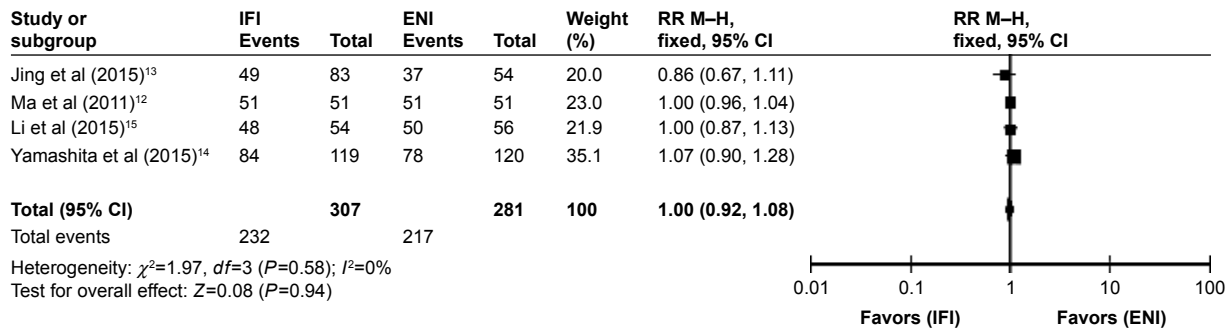 Study or subgroup IFI Events Total ENI Events Total Weight (%) RR M–H, fixed, 95% CI RR M–H, fixed, 95% CI
Jing et al (2015)¹³ 49 83 37 54 20.0 0.86 (0.67, 1.11)
Ma et al (2011)¹² 51 51 51 51 23.0 1.00 (0.96, 1.04)
Li et al (2015)¹⁵ 48 54 50 56 21.9 1.00 (0.87, 1.13)
Yamashita et al (2015)¹⁴ 84 119 78 120 35.1 1.07 (0.90, 1.28)
Total (95% CI) 307 281 100 1.00 (0.92, 1.08)
Total events 232 217
Heterogeneity: χ²=1.97, df=3 (P=0.58); I²=0%
Test for overall effect: Z=0.08 (P=0.94)
0.01 0.1 1 10 100
Favors (IFI) Favors (ENI)